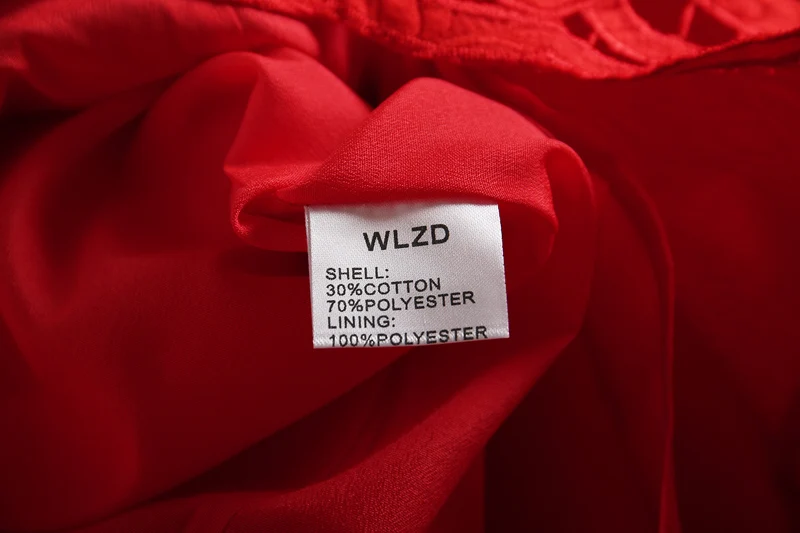 WLZD
SHELL:
30%COTTON
70%POLYESTER
LINING:
100%POLYESTER